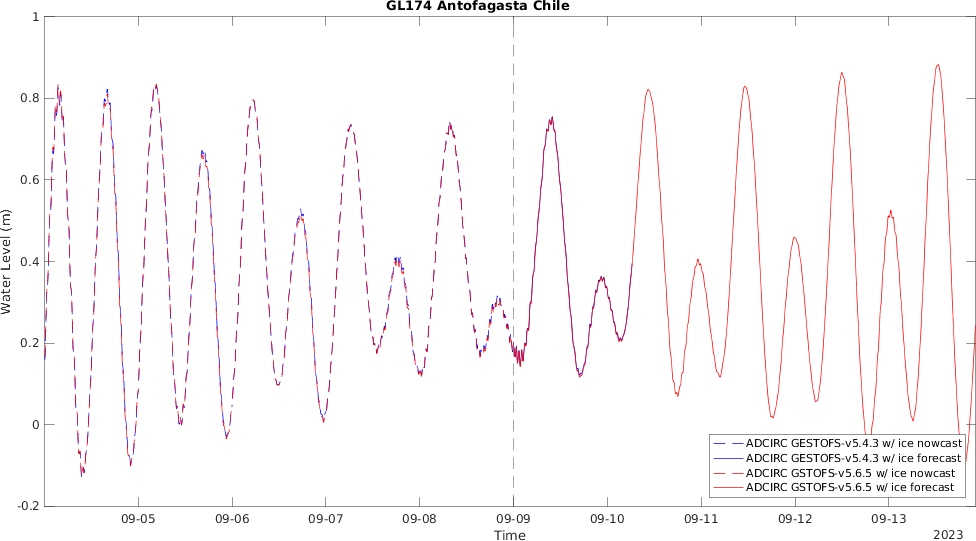 GL174 Antofagasta Chile
1
0.8
0.6
0.4
0.2
0
-0.2
Water Level (m)
ADCIRC GESTOFS-v5.4.3 w/ ice nowcast
ADCIRC GESTOFS-v5.4.3 w/ ice forecast
ADCIRC GSTOFS-v5.6.5 w/ ice nowcast
ADCIRC GSTOFS-v5.6.5 w/ ice forecast
09-05 09-06 09-07 09-08 09-09 09-10 09-11 09-12 09-13
Time
2023